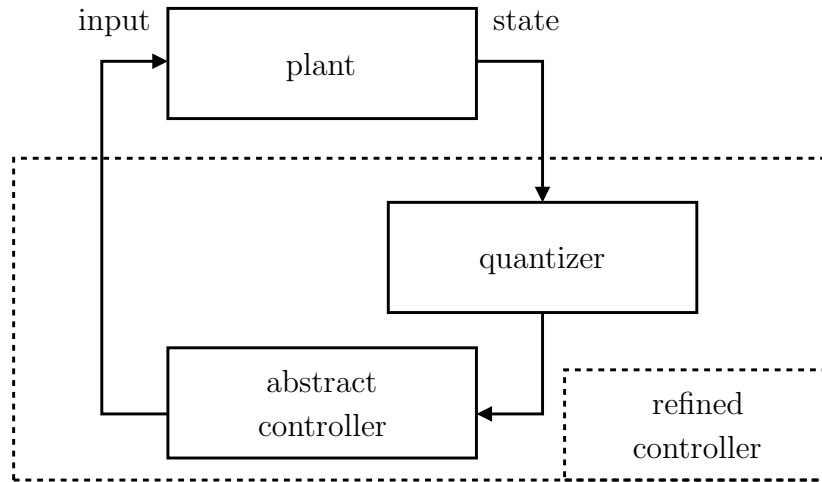 input
state
plant
quantizer
abstract
controller
refined
controller